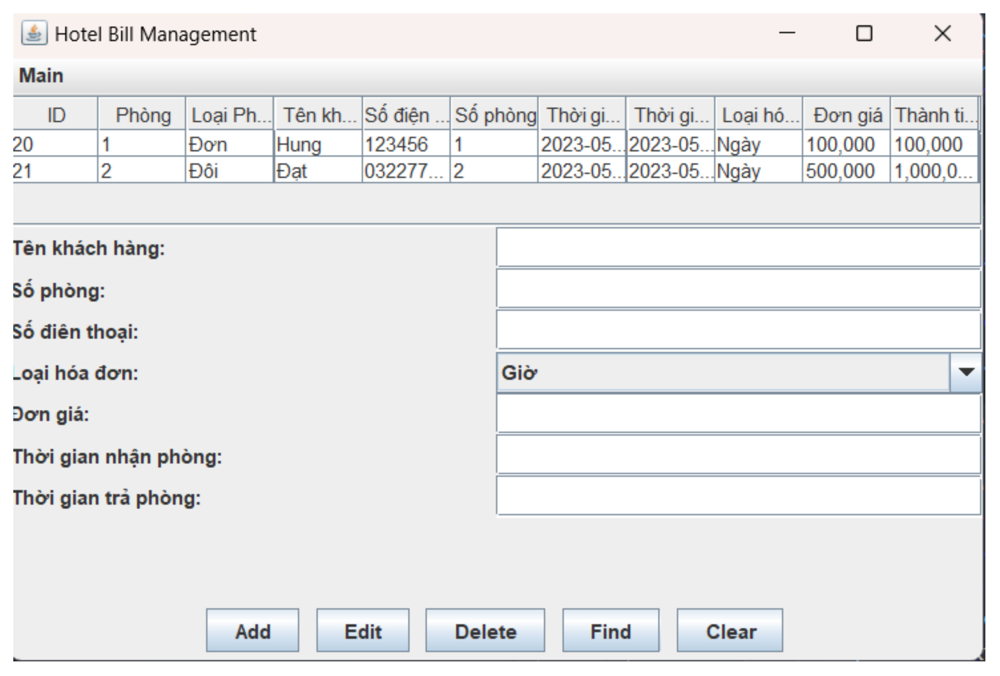 Hotel Bill Management
Main
ID Phòng Loại Ph... Tên kh... Số điện ... Số phòng Thời gi... Thời gi... Loại hó... Đơn giá Thành ti...
20 1 Đơn Hung 123456 1 2023-05... 2023-05... Ngày 100,000 100,000
21 2 Đôi Đạt 032277... 2 2023-05... 2023-05... Ngày 500,000 1,000,0...
Tên khách hàng:
Số phòng:
Số điên thoại:
Loại hóa đơn: Giờ
Đơn giá:
Thời gian nhận phòng:
Thời gian trả phòng:
Add Edit Delete Find Clear